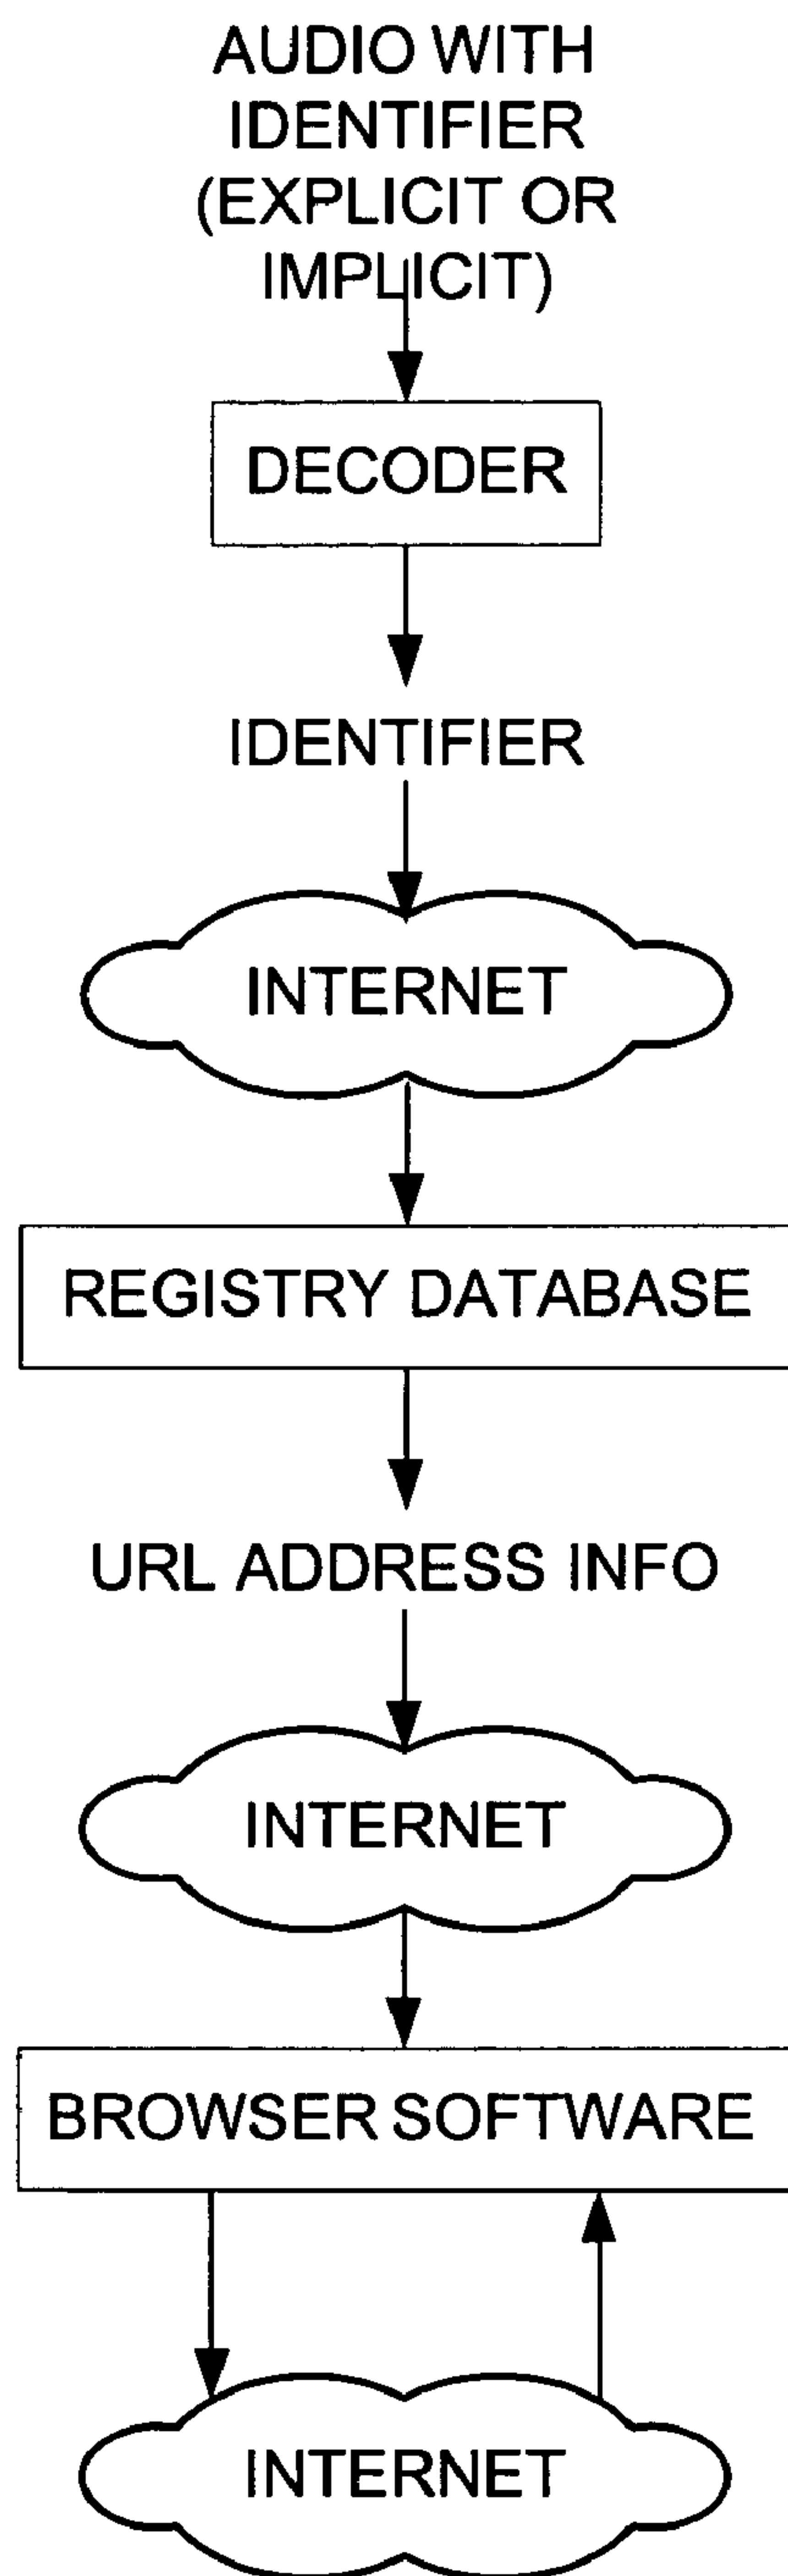 AUDIO WITH
IDENTIFIER
(EXPLICIT OR
IMPLICIT)
DECODER
IDENTIFIER
INTERNET
REGISTRY DATABASE
URL ADDRESS INFO
INTERNET
BROWSER SOFTWARE
INTERNET